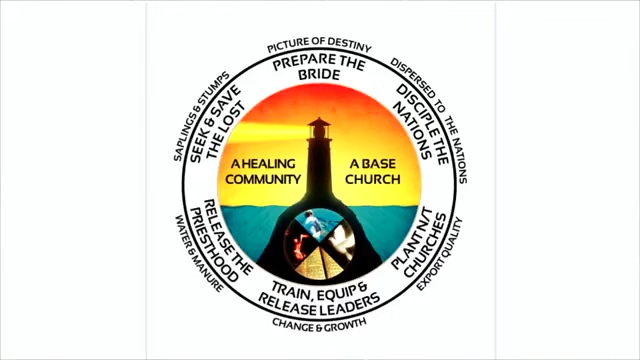 PICTURE OF DESTINY
PREPARE THE
BRIDE
DISPERSED TO THE NATIONS
DISCIPLE THE
NATIONS
EXPORT QUALITY
PLANT N/T
CHURCHES
CHANGE & GROWTH
TRAIN, EQUIP &
RELEASE LEADERS
WATER & MANURE
RELEASE THE
PRIESTHOOD
SAPLINGS & STUMPS
SEEK & SAVE
THE LOST
A HEALING
COMMUNITY
A BASE
CHURCH